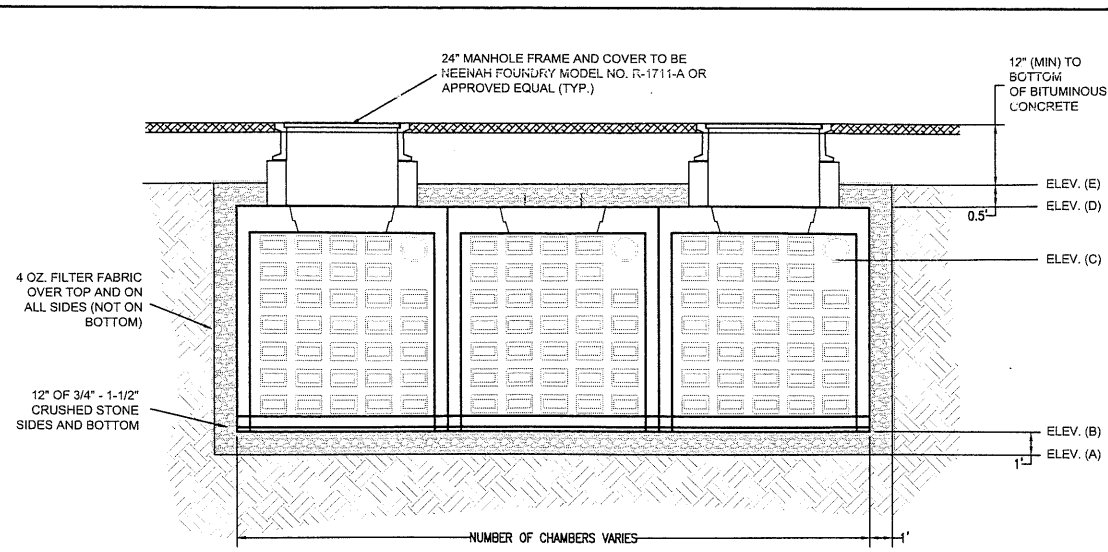 24" MANHOLE FRAME AND COVER TO BE
NEENAH FOUNDRY MODEL NO. R-1711-A OR
APPROVED EQUAL (TYP.)
12" (MIN) TO
BOTTOM
OF BITUMINOUS
CONCRETE
ELEV. (E)
0.5'
ELEV. (D)
ELEV. (C)
4 OZ. FILTER FABRIC
OVER TOP AND ON
ALL SIDES (NOT ON
BOTTOM)
12" OF 3/4" - 1-1/2"
CRUSHED STONE
SIDES AND BOTTOM
ELEV. (B)
1'
ELEV. (A)
NUMBER OF CHAMBERS VARIES
1'